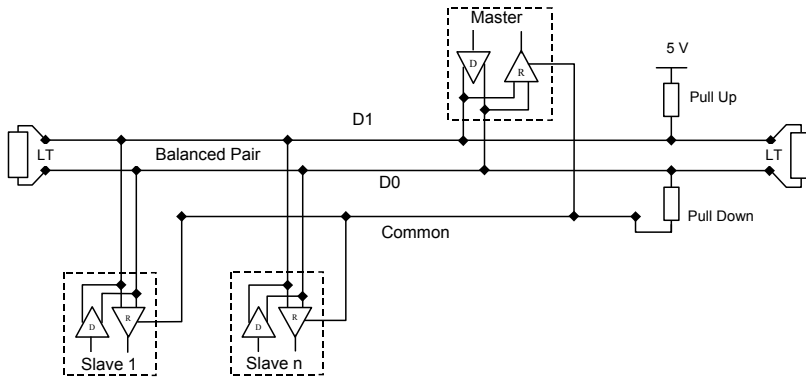 Master
D
R
5 V
Pull Up
D1
LT
Balanced Pair
LT
D0
Pull Down
Common
D
R
D
R
Slave 1
Slave n